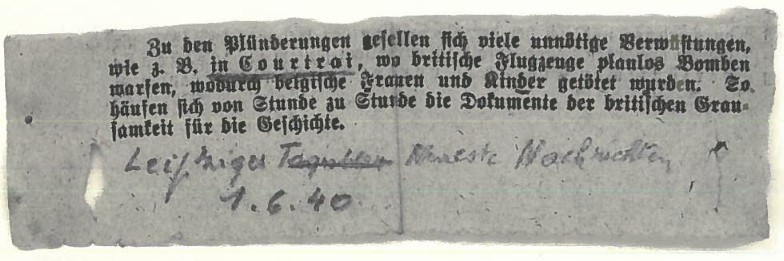 Zu den Plünderungen gesellen sich viele unnötige Verwüstungen,
wie z. B. in Courtrai, wo britische Flugzeuge planlos Bomben
warfen, wodurch belgische Frauen und Kinder getötet wurden. So
häufen sich von Stunde zu Stunde die Dokumente der britischen Grau-
samkeit für die Geschichte.
Leipziger Neueste Nachrichten
1.6.40